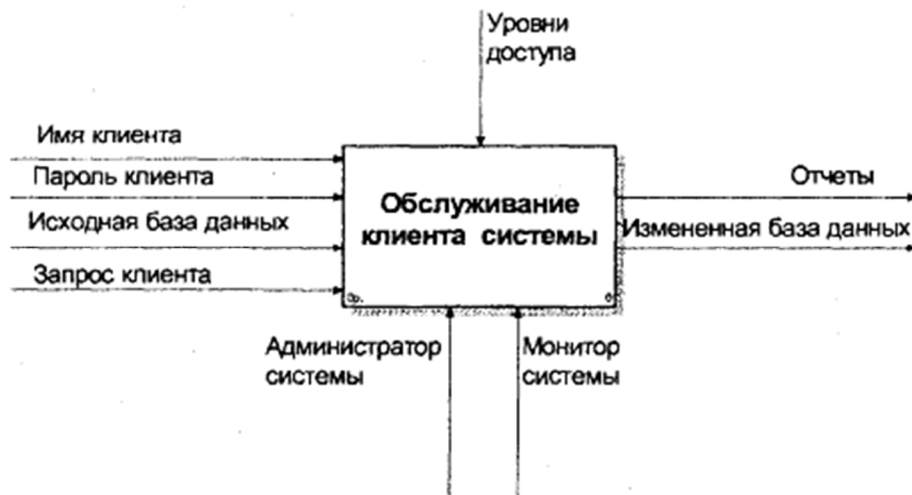 Уровни
доступа
Имя клиента
Пароль клиента
Исходная база данных
Запрос клиента
Обслуживание
клиента системы
Отчеты
Измененная база данных
Администратор
системы
Монитор
системы